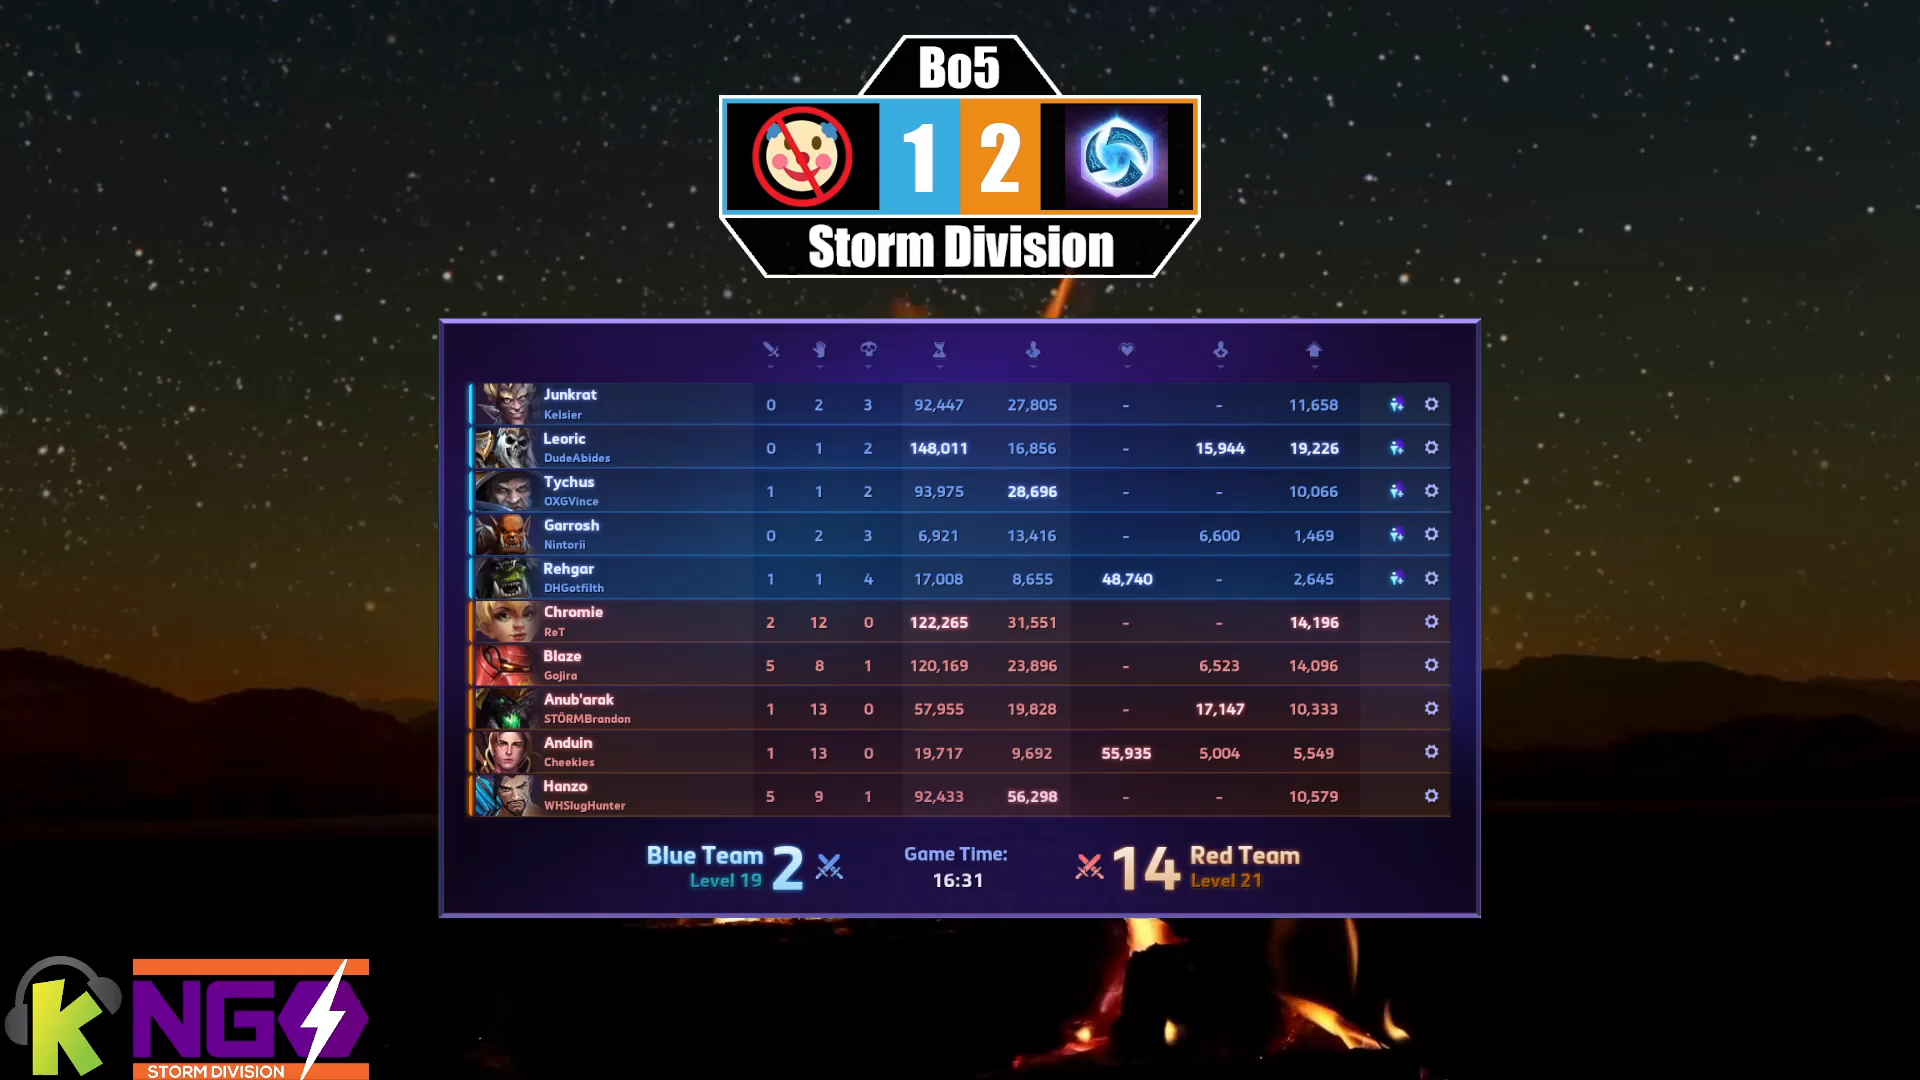 Bo5
1 2
Storm Division
Junkrat
Kelsier
0 2 3 92,447 27,805 - - 11,658
Leoric
DudeAbides
0 1 2 148,011 16,856 - 15,944 19,226
Tychus
OXGVince
1 1 2 93,975 28,696 - - 10,066
Garrosh
Nintorii
0 2 3 6,921 13,416 - 6,600 1,469
Rehgar
DHGotfilth
1 1 4 17,008 8,655 48,740 - 2,645
Chromie
ReT
2 12 0 122,265 31,551 - - 14,196
Blaze
Gojira
5 8 1 120,169 23,896 - 6,523 14,096
Anub'arak
STÖRMBrandon
1 13 0 57,955 19,828 - 17,147 10,333
Anduin
Cheekies
1 13 0 19,717 9,692 55,935 5,004 5,549
Hanzo
WHSlugHunter
5 9 1 92,433 56,298 - - 10,579
Blue Team 2
Level 19
Game Time:
16:31
14 Red Team
Level 21
K NGS
STORM DIVISION